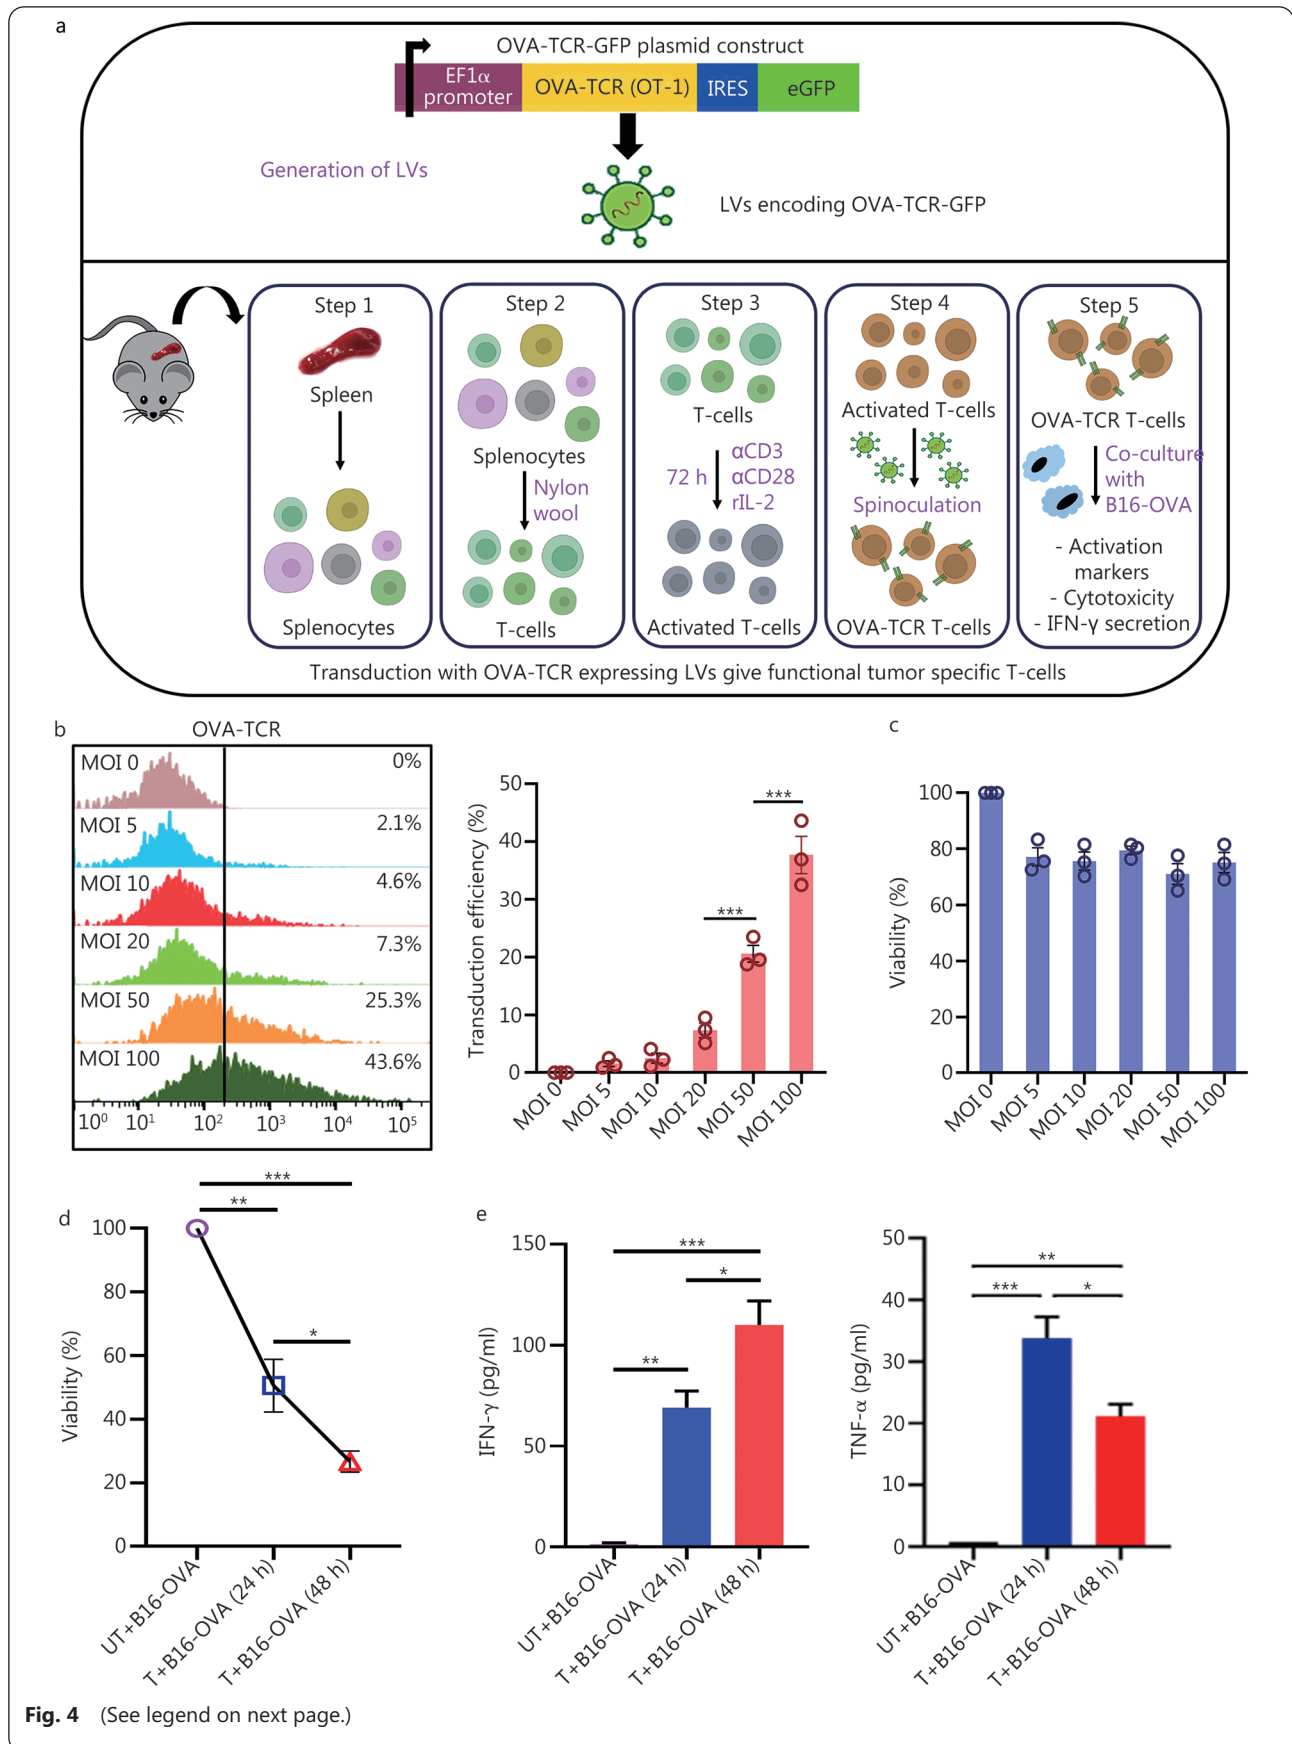 a
OVA-TCR-GFP plasmid construct
EF1α
promoter
OVA-TCR (OT-1)
IRES
eGFP
Generation of LVs
LVs encoding OVA-TCR-GFP
Step 1
Spleen
Splenocytes
Step 2
Splenocytes
Nylon
wool
T-cells
Step 3
T-cells
72 h
αCD3
αCD28
rIL-2
Activated T-cells
Step 4
Activated T-cells
Spinoculation
OVA-TCR T-cells
Step 5
OVA-TCR T-cells
Co-culture
with
B16-OVA
- Activation
markers
- Cytotoxicity
- IFN-γ secretion
Transduction with OVA-TCR expressing LVs give functional tumor specific T-cells
b
OVA-TCR
MOI 0 0%
MOI 5 2.1%
MOI 10 4.6%
MOI 20 7.3%
MOI 50 25.3%
MOI 100 43.6%
10⁰ 10¹ 10² 10³ 10⁴ 10⁵
Transduction efficiency (%)
50
40
30
20
10
0
***
***
MOI 0
MOI 5
MOI 10
MOI 20
MOI 50
MOI 100
c
Viability (%)
100
80
60
40
20
0
MOI 0
MOI 5
MOI 10
MOI 20
MOI 50
MOI 100
d
Viability (%)
100
80
60
40
20
0
***
**
*
UT+B16-OVA
T+B16-OVA (24 h)
T+B16-OVA (48 h)
e
IFN-γ (pg/ml)
150
100
50
0
***
*
**
UT+B16-OVA
T+B16-OVA (24 h)
T+B16-OVA (48 h)
TNF-α (pg/ml)
50
40
30
20
10
0
**
***
*
UT+B16-OVA
T+B16-OVA (24 h)
T+B16-OVA (48 h)
Fig. 4 (See legend on next page.)